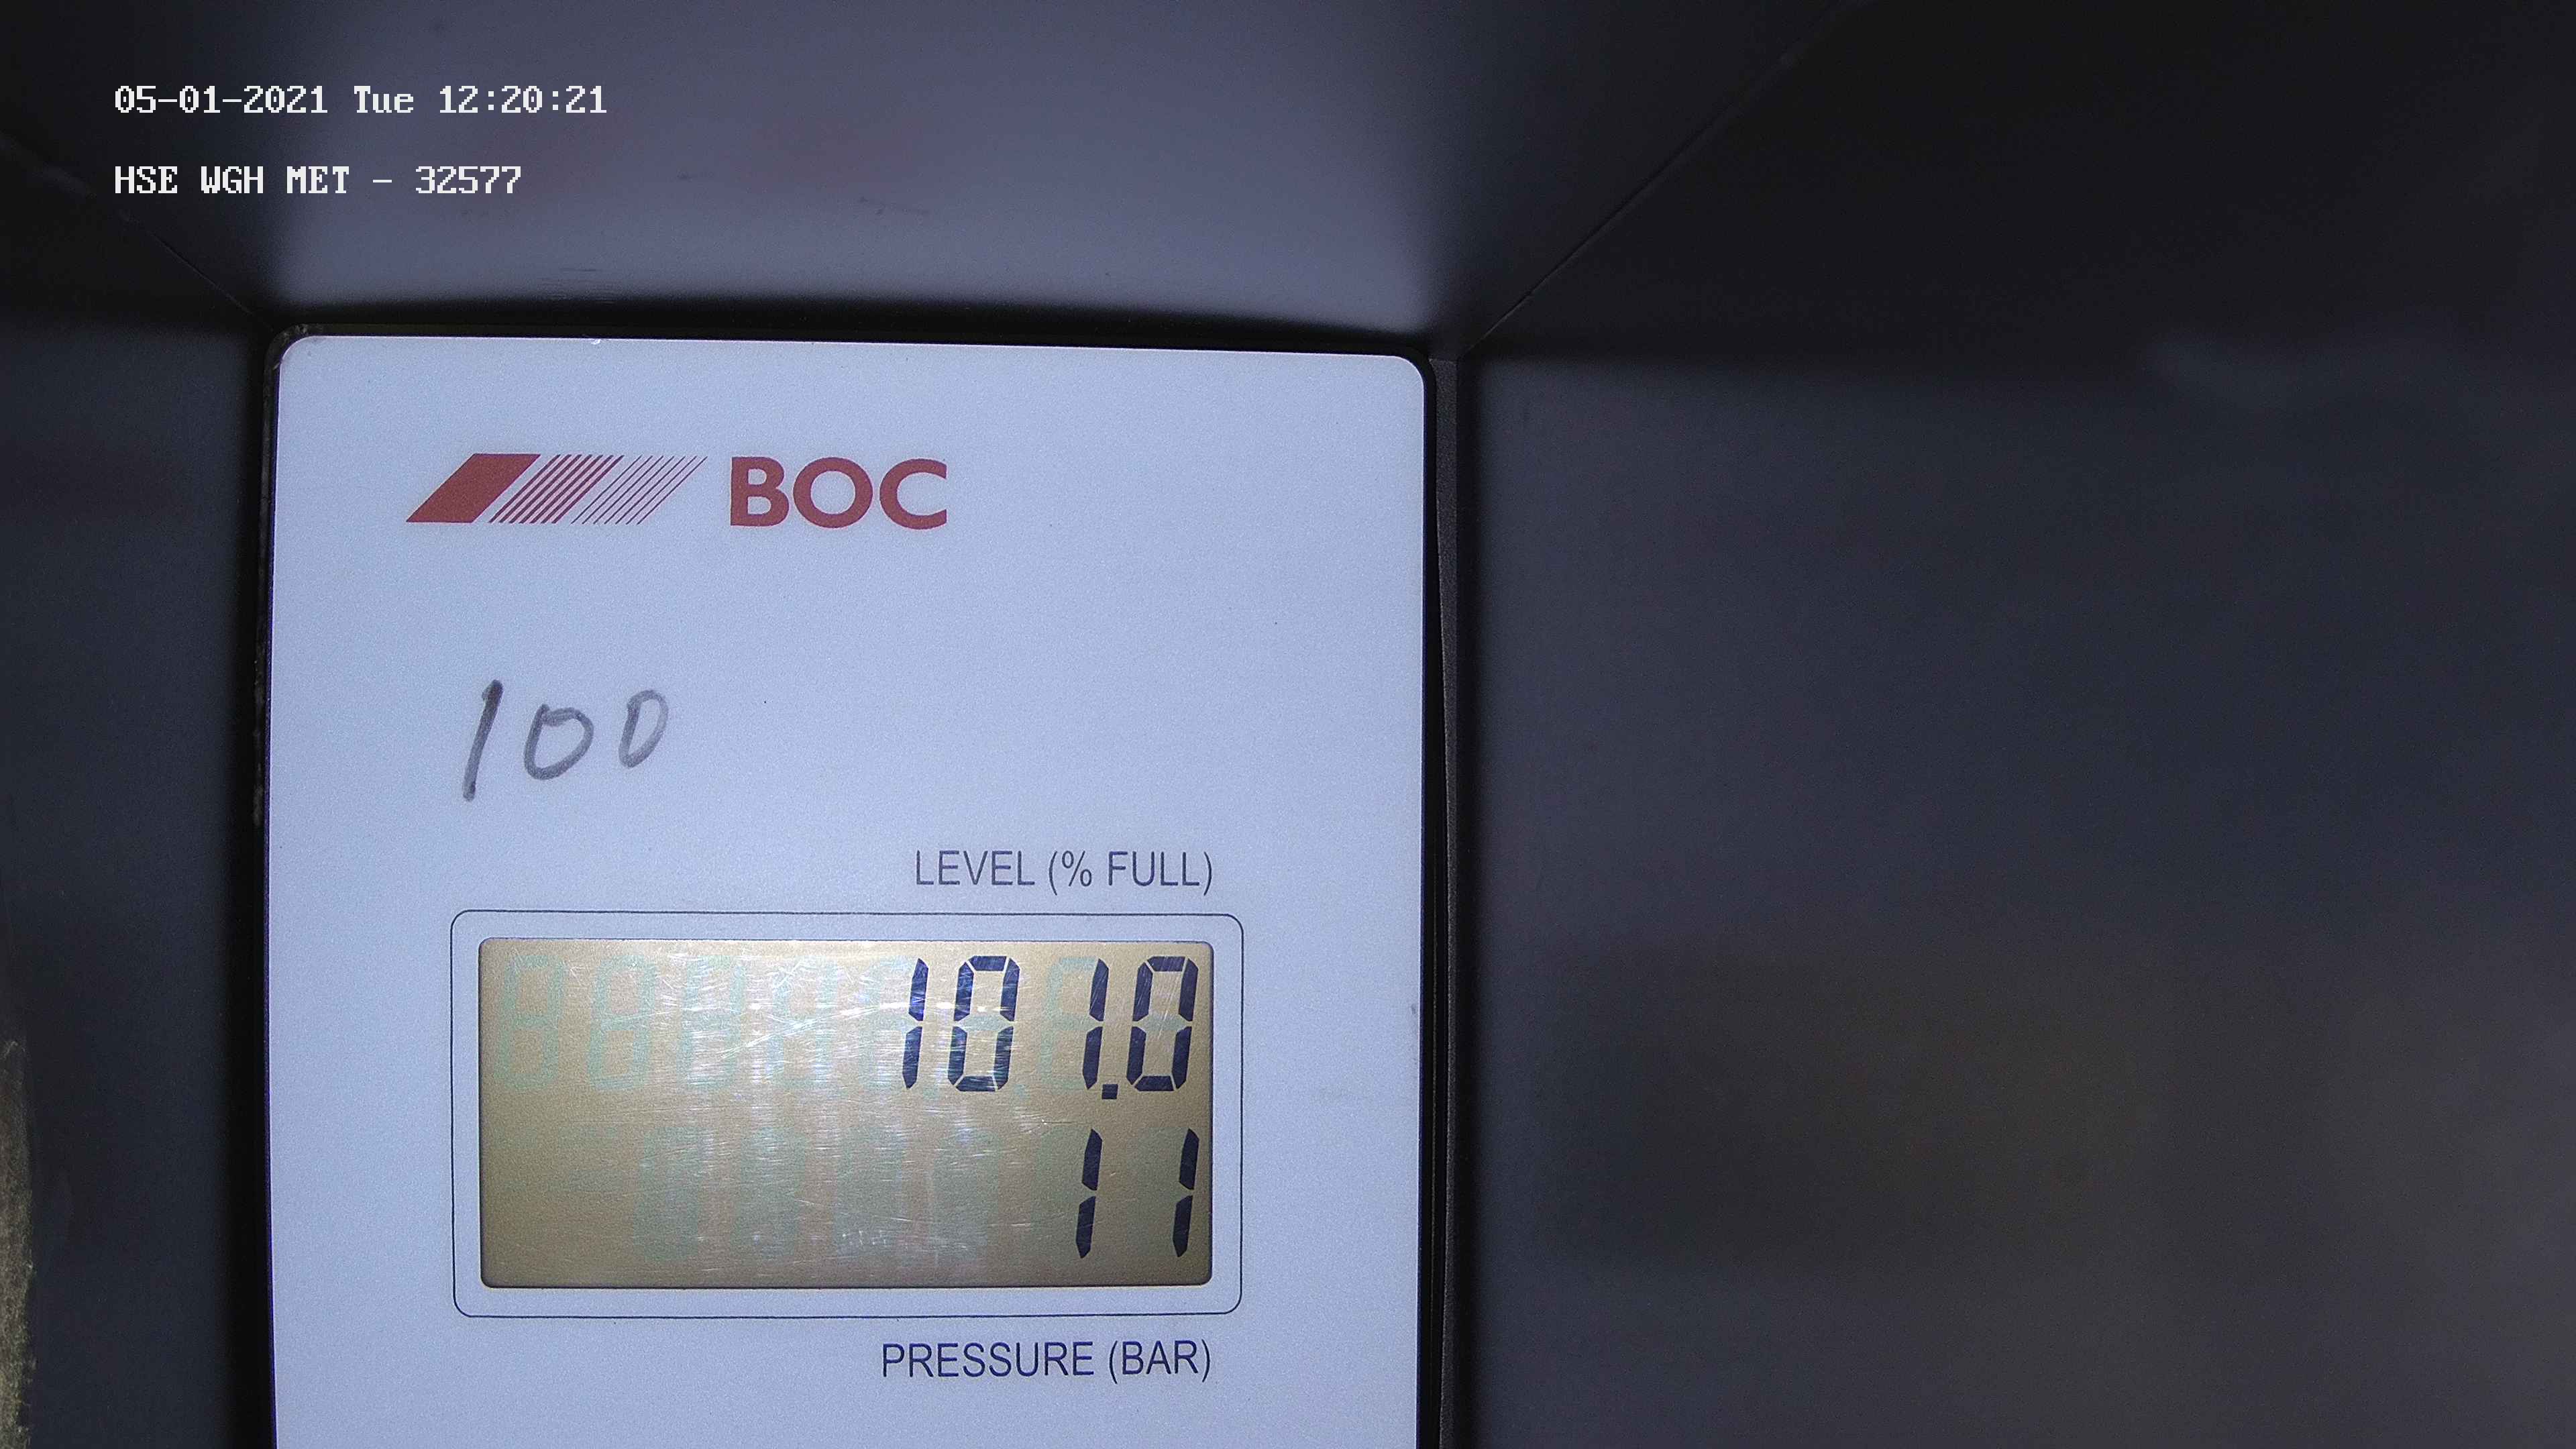 05-01-2021 Tue 12:20:21
HSE WGH MET - 32577
BOC
100
LEVEL (% FULL)
101.0
11
PRESSURE (BAR)